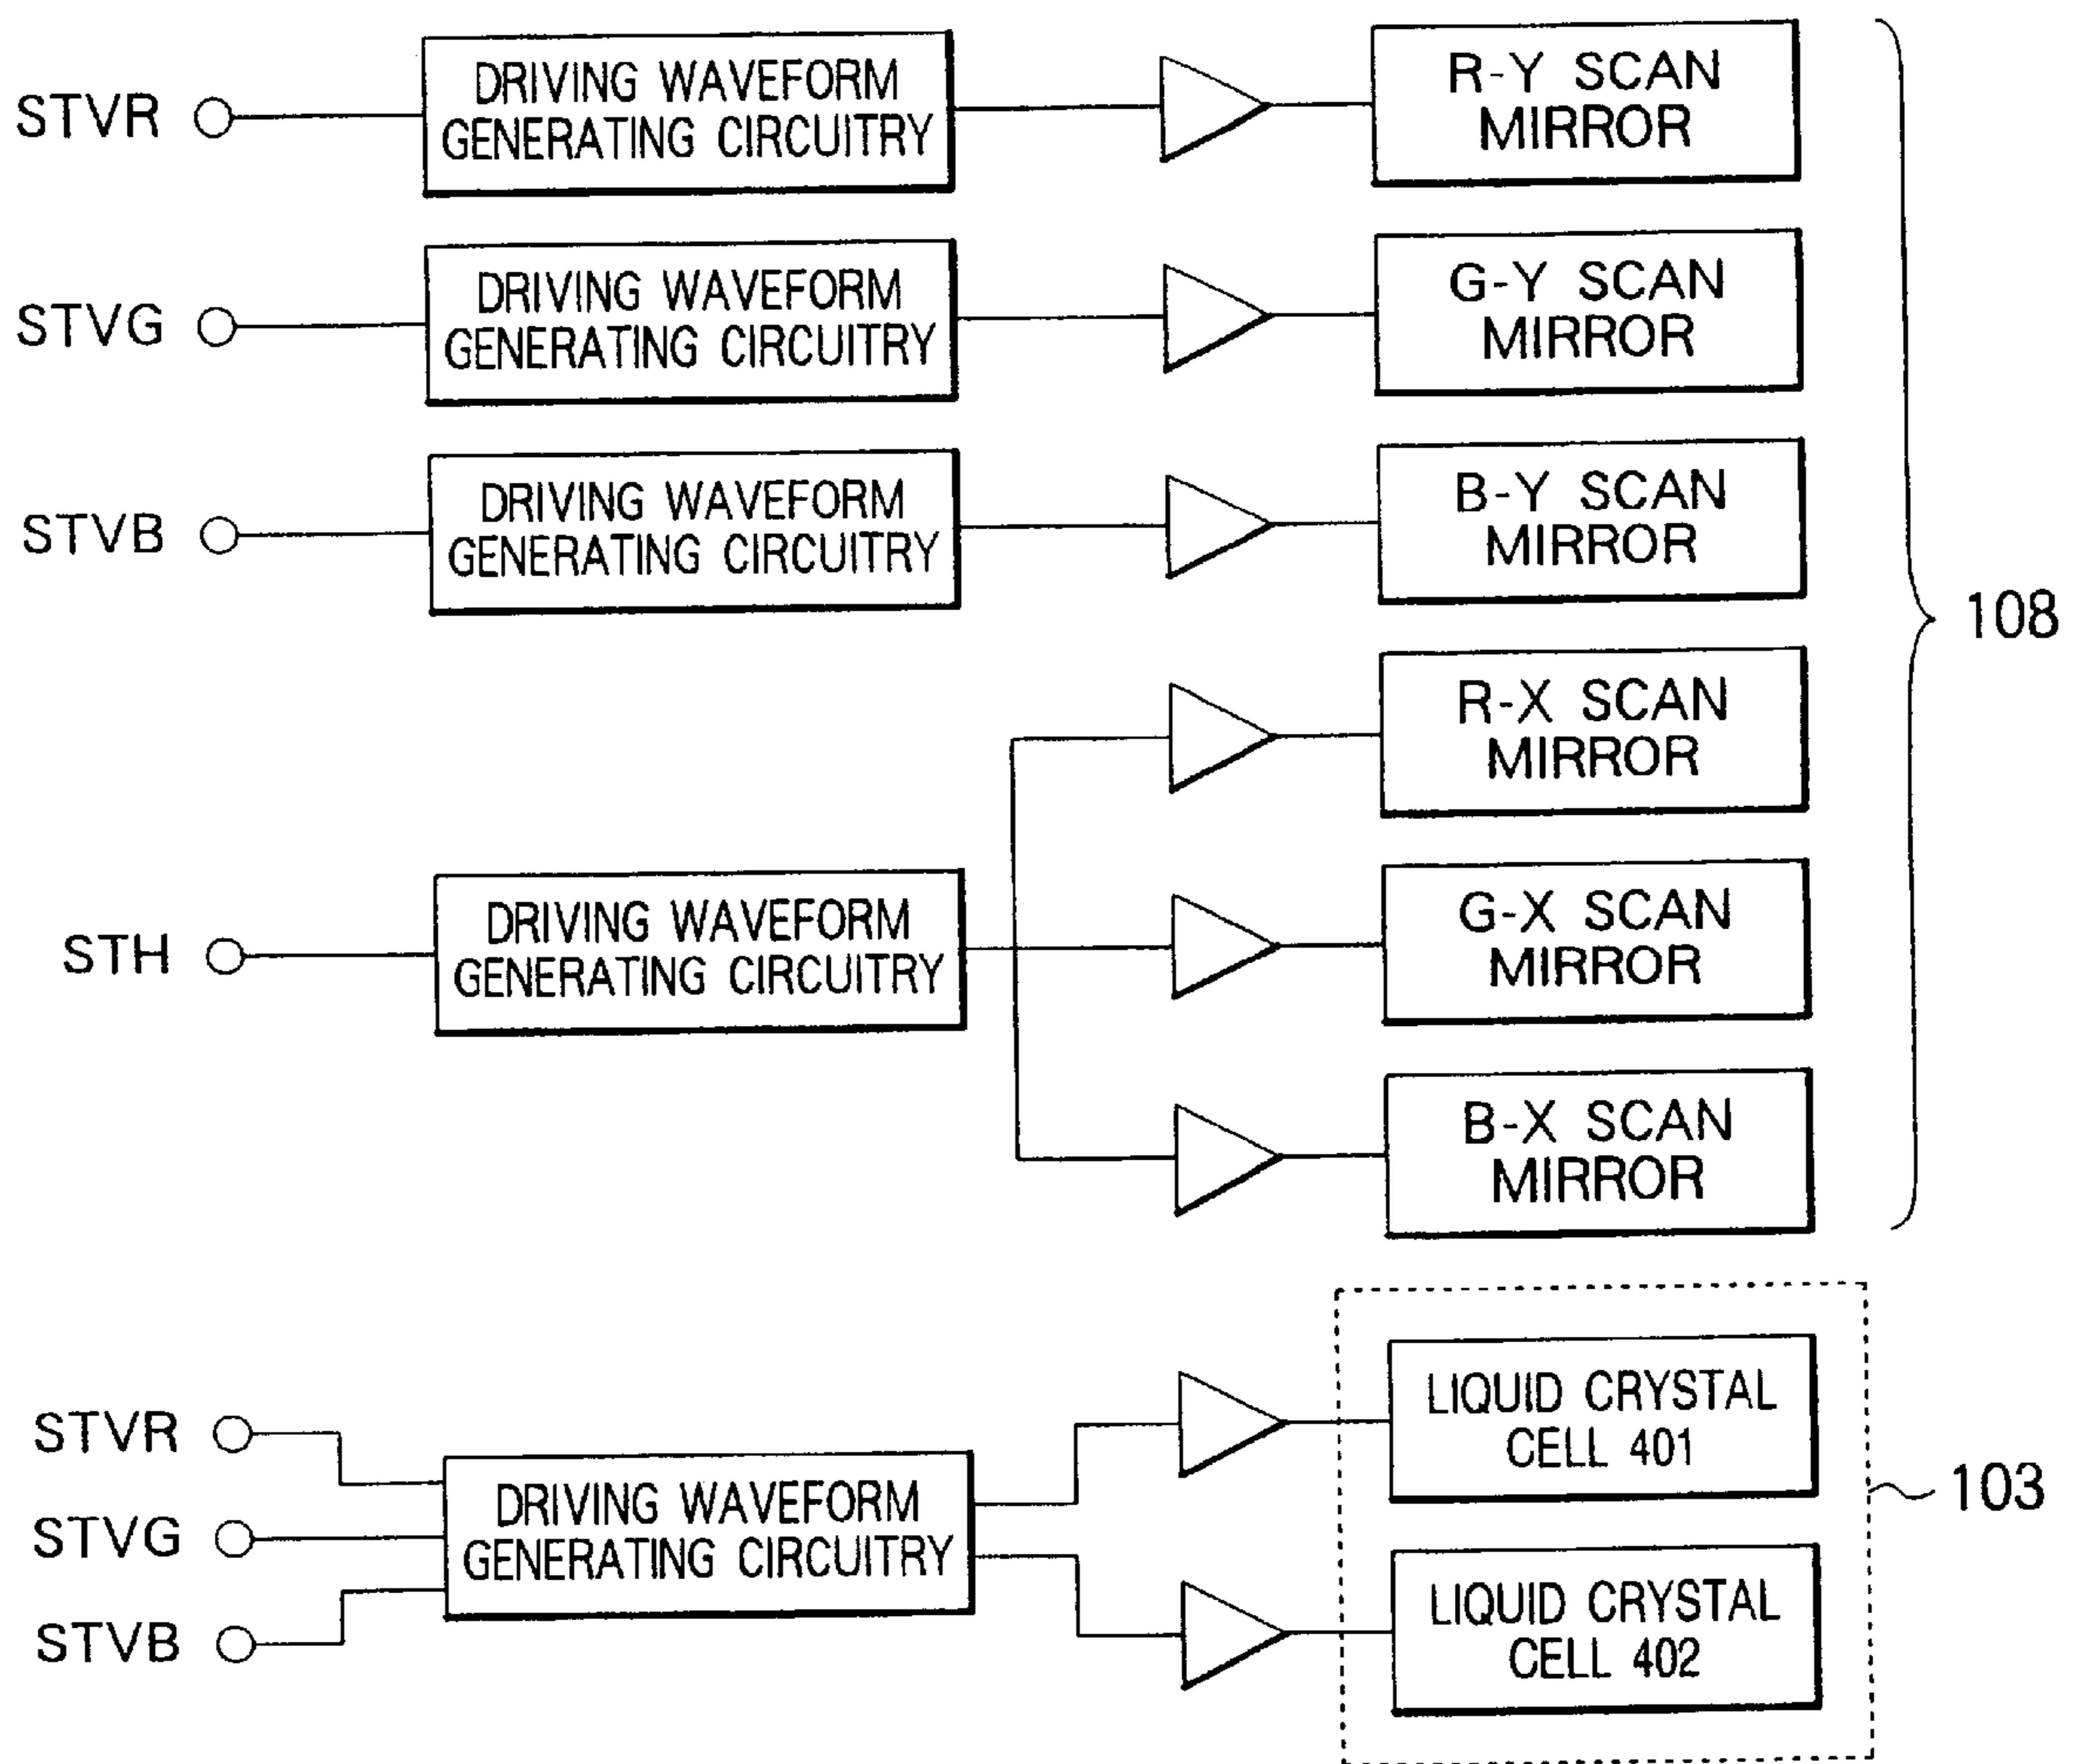 STVR
DRIVING WAVEFORM
GENERATING CIRCUITRY
R-Y SCAN
MIRROR
STVG
DRIVING WAVEFORM
GENERATING CIRCUITRY
G-Y SCAN
MIRROR
STVB
DRIVING WAVEFORM
GENERATING CIRCUITRY
B-Y SCAN
MIRROR
108
R-X SCAN
MIRROR
STH
DRIVING WAVEFORM
GENERATING CIRCUITRY
G-X SCAN
MIRROR
B-X SCAN
MIRROR
STVR
STVG
STVB
DRIVING WAVEFORM
GENERATING CIRCUITRY
LIQUID CRYSTAL
CELL 401
103
LIQUID CRYSTAL
CELL 402